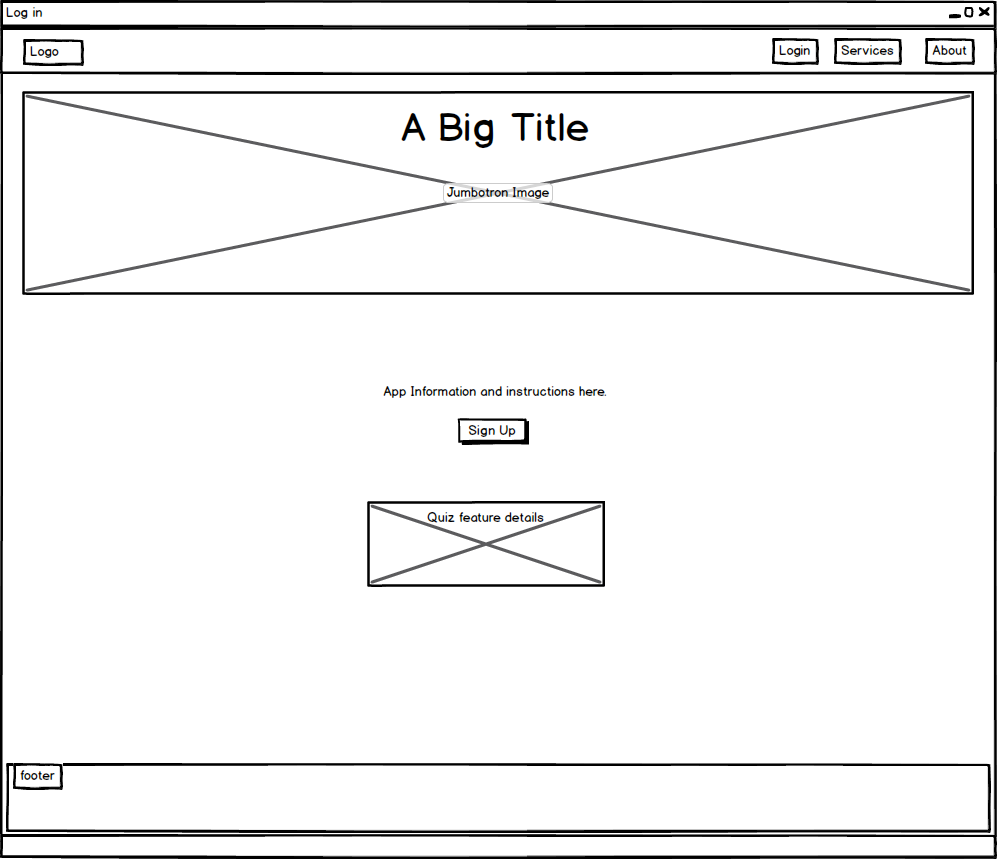 Log in
Logo
Login
Services
About
A Big Title
Jumbotron Image
App Information and instructions here.
Sign Up
Quiz feature details
footer